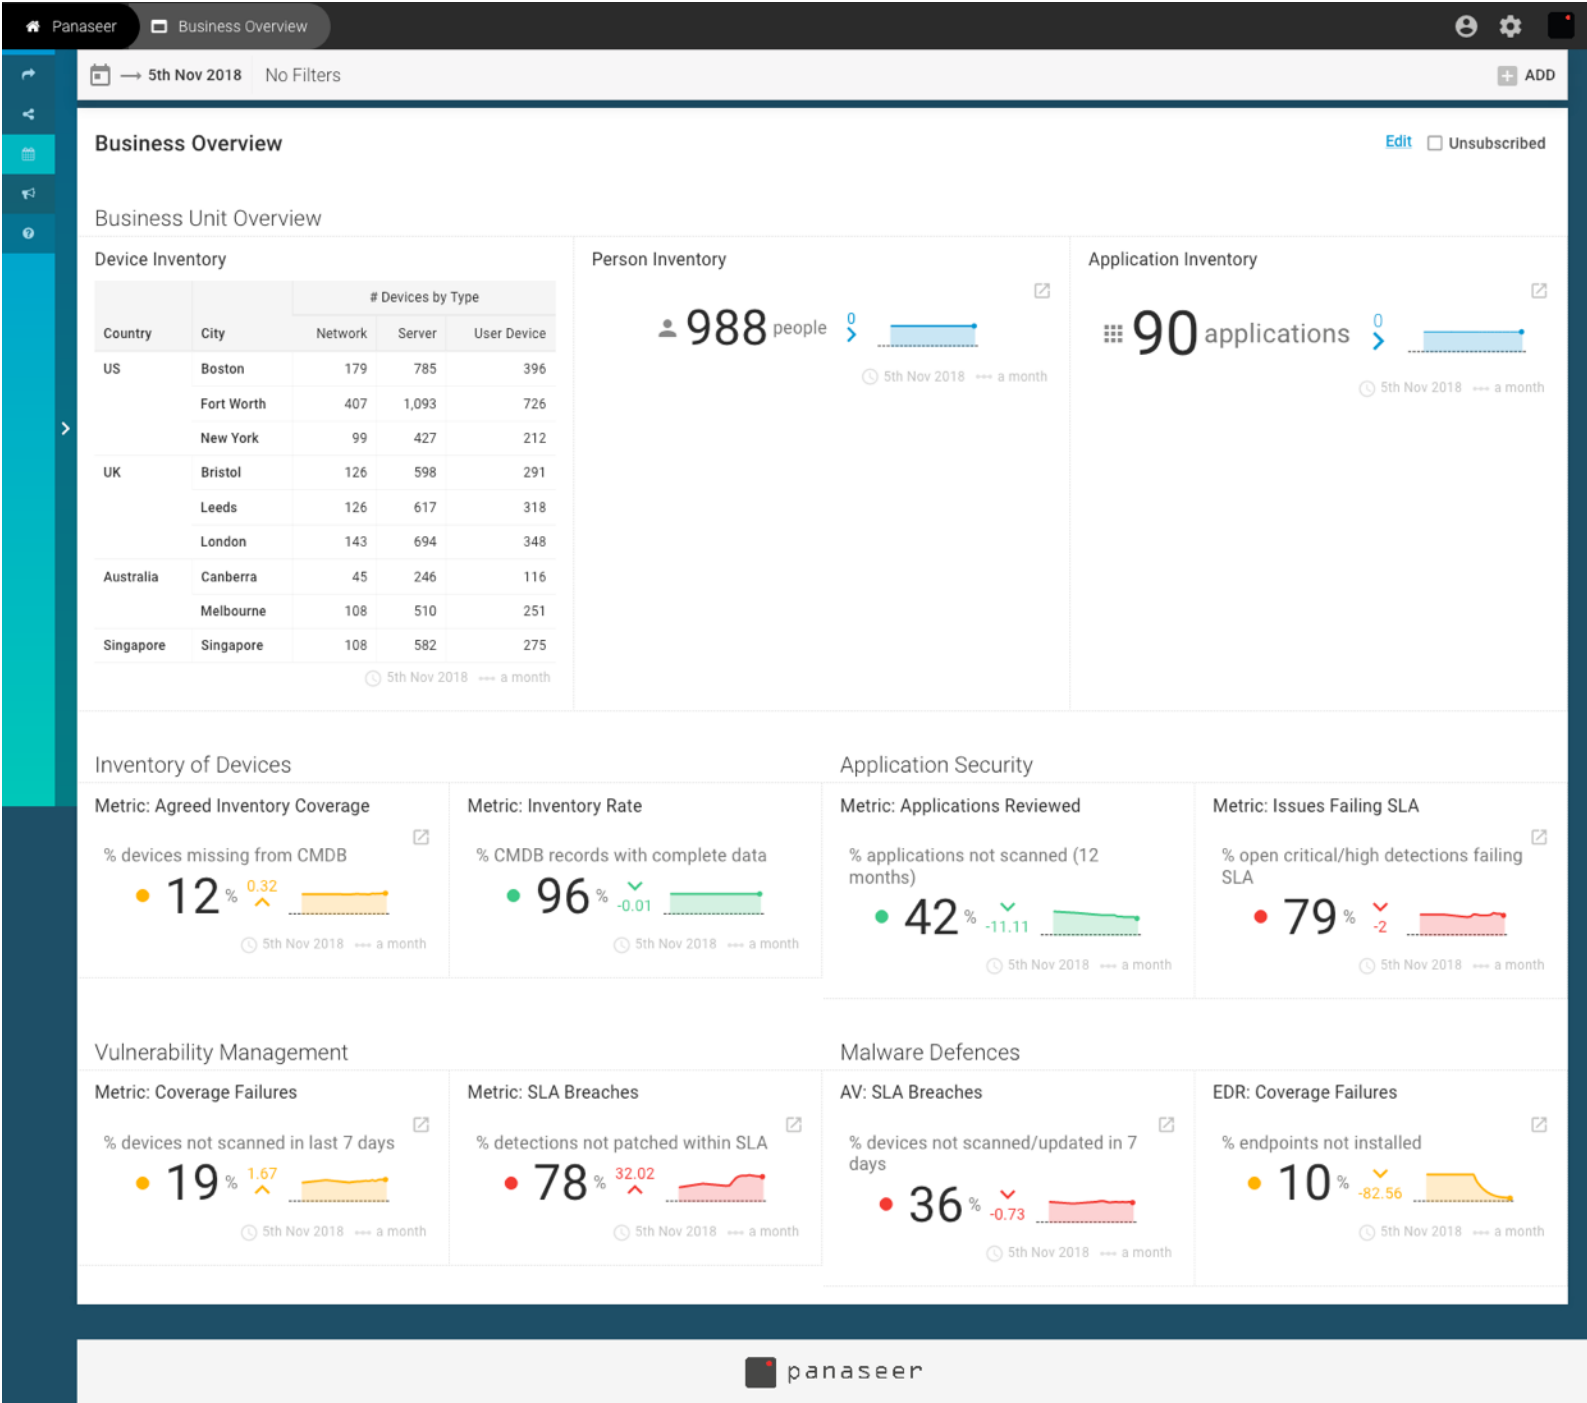 Panaseer Business Overview
5th Nov 2018 No Filters ADD
Business Overview Edit Unsubscribed
Business Unit Overview
Device Inventory
# Devices by Type
Country City Network Server User Device
US Boston 179 785 396
Fort Worth 407 1,093 726
New York 99 427 212
UK Bristol 126 598 291
Leeds 126 617 318
London 143 694 348
Australia Canberra 45 246 116
Melbourne 108 510 251
Singapore Singapore 108 582 275
5th Nov 2018 a month
Person Inventory
988 people 0
5th Nov 2018 a month
Application Inventory
90 applications 0
5th Nov 2018 a month
Inventory of Devices
Metric: Agreed Inventory Coverage
% devices missing from CMDB
12 % 0.32
5th Nov 2018 a month
Metric: Inventory Rate
% CMDB records with complete data
96 % -0.01
5th Nov 2018 a month
Application Security
Metric: Applications Reviewed
% applications not scanned (12
months)
42 % -11.11
5th Nov 2018 a month
Metric: Issues Failing SLA
% open critical/high detections failing
SLA
79 % -2
5th Nov 2018 a month
Vulnerability Management
Metric: Coverage Failures
% devices not scanned in last 7 days
19 % 1.67
5th Nov 2018 a month
Metric: SLA Breaches
% detections not patched within SLA
78 % 32.02
5th Nov 2018 a month
Malware Defences
AV: SLA Breaches
% devices not scanned/updated in 7
days
36 % -0.73
5th Nov 2018 a month
EDR: Coverage Failures
% endpoints not installed
10 % -82.56
5th Nov 2018 a month
panaseer